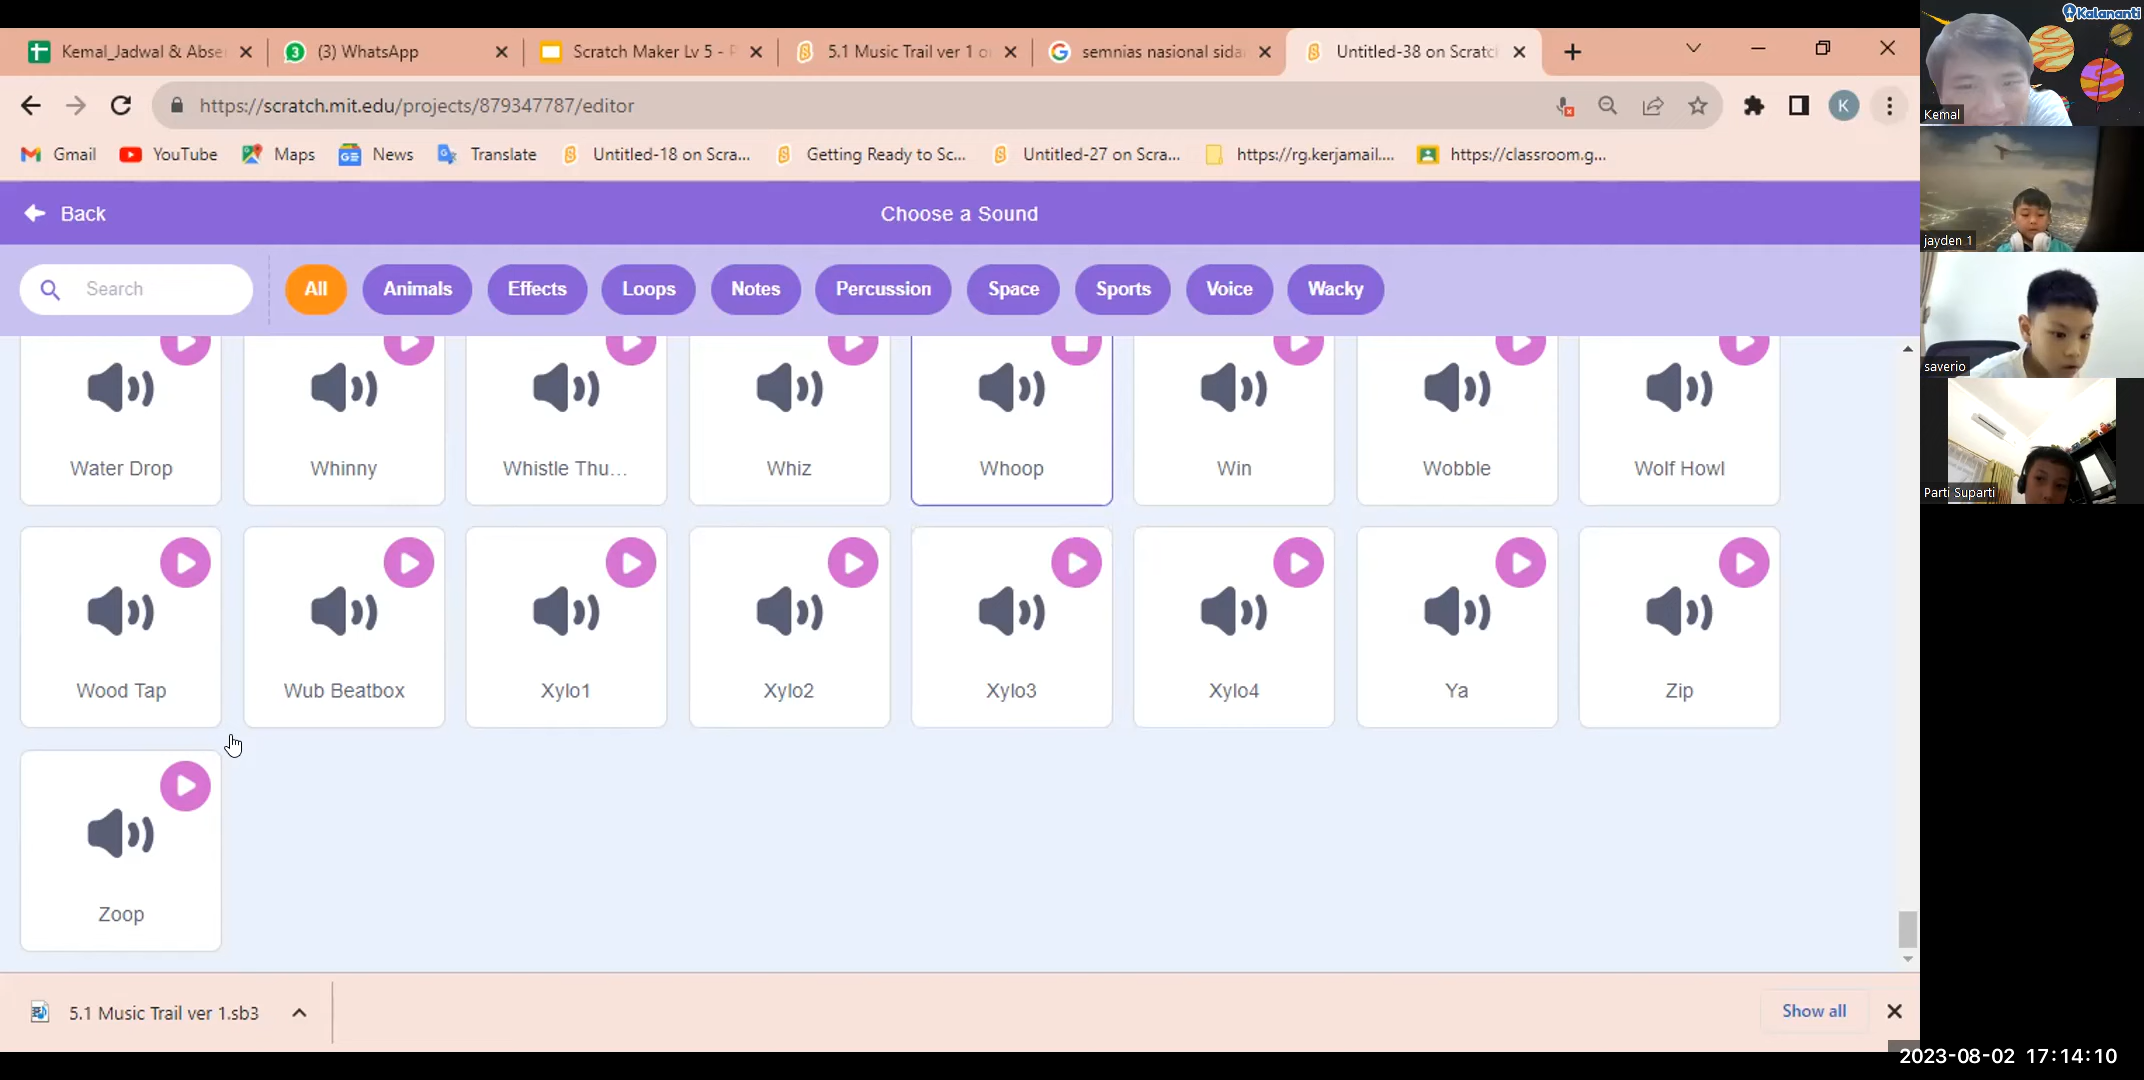 Kemal_Jadwal & Abse
(3) WhatsApp
Scratch Maker Lv 5 -
5.1 Music Trail ver 1 o
semnias nasional sida
Untitled-38 on Scratc
https://scratch.mit.edu/projects/879347787/editor
K
Gmail
YouTube
Maps
News
Translate
Untitled-18 on Scra...
Getting Ready to Sc...
Untitled-27 on Scra...
https://rg.kerjamail....
https://classroom.g...
Back
Choose a Sound
Search
All
Animals
Effects
Loops
Notes
Percussion
Space
Sports
Voice
Wacky
Water Drop
Whinny
Whistle Thu...
Whiz
Whoop
Win
Wobble
Wolf Howl
Wood Tap
Wub Beatbox
Xylo1
Xylo2
Xylo3
Xylo4
Ya
Zip
Zoop
5.1 Music Trail ver 1.sb3
Show all
Kalananti
Kemal
jayden 1
saverio
Parti Suparti
2023-08-02 17:14:10